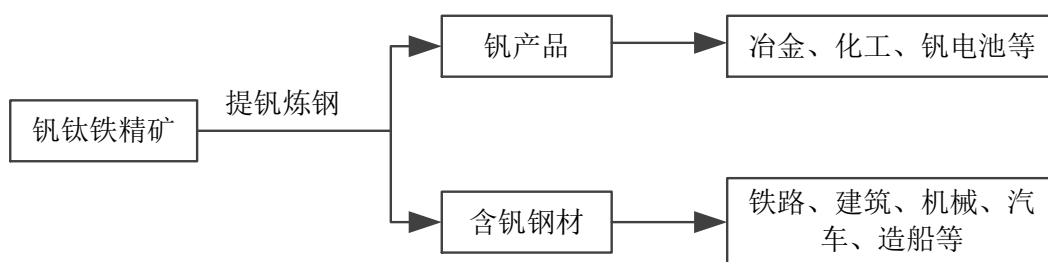 钒钛铁精矿
提钒炼钢
钒产品
冶金、化工、钒电池等
含钒钢材
铁路、建筑、机械、汽
车、造船等